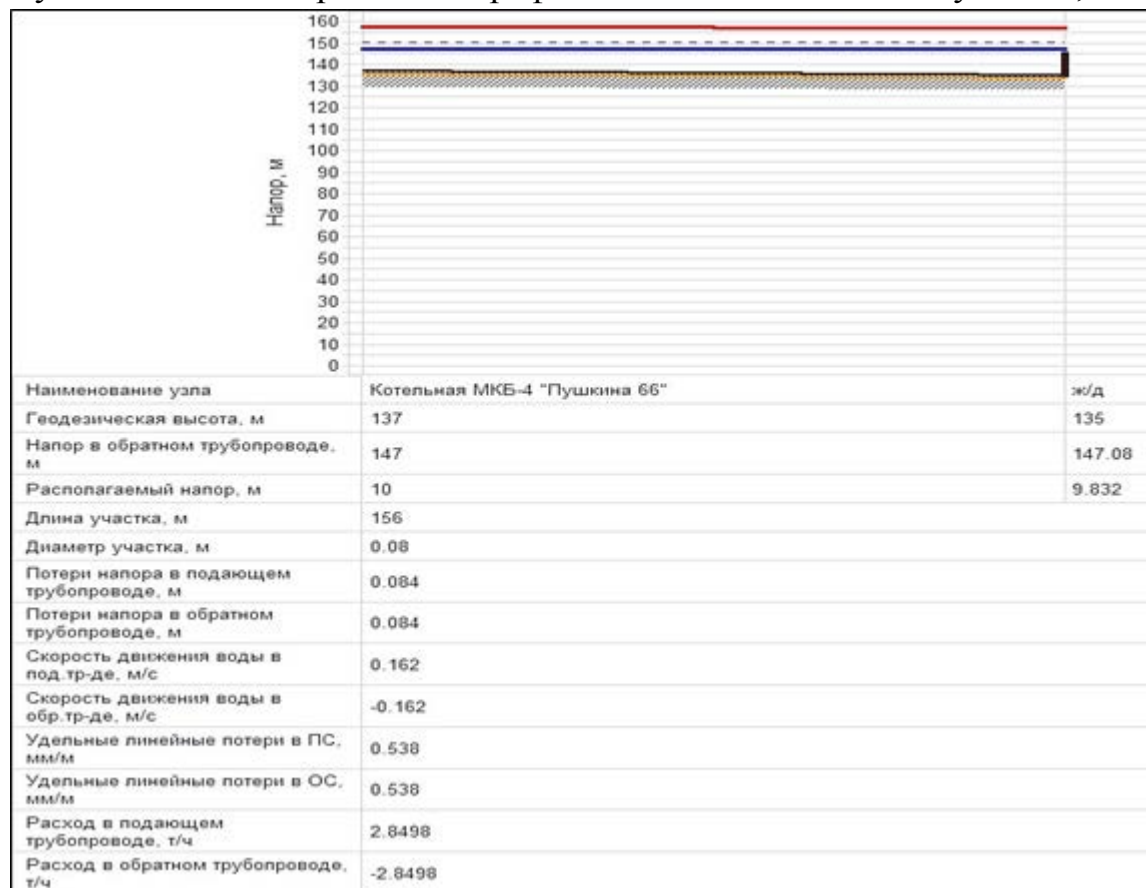 160
150
140
130
120
110
100
90
80
70
60
50
40
30
20
10
0
Напор, м
Наименование узла Котельная МКБ-4 "Пушкина 66" ж/д
Геодезическая высота, м 137 135
Напор в обратном трубопроводе,
м 147 147.08
Располагаемый напор, м 10 9.832
Длина участка, м 156
Диаметр участка, м 0.08
Потери напора в подающем
трубопроводе, м 0.084
Потери напора в обратном
трубопроводе, м 0.084
Скорость движения воды в
под.тр-де, м/с 0.162
Скорость движения воды в
обр.тр-де, м/с -0.162
Удельные линейные потери в ПС,
мм/м 0.538
Удельные линейные потери в ОС,
мм/м 0.538
Расход в подающем
трубопроводе, т/ч 2.8498
Расход в обратном трубопроводе,
т/ч -2.8498